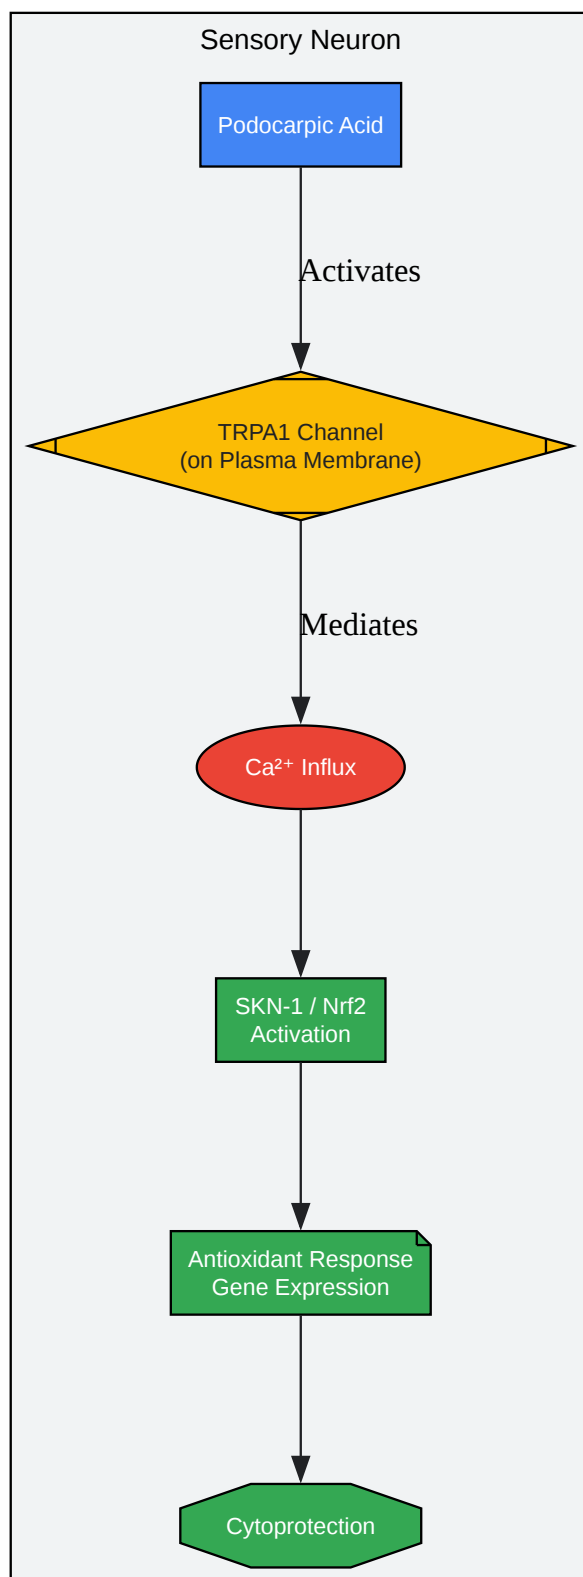 Sensory Neuron
Podocarpic Acid
Activates
TRPA1 Channel
(on Plasma Membrane)
Mediates
Ca²⁺ Influx
SKN-1 / Nrf2
Activation
Antioxidant Response
Gene Expression
Cytoprotection